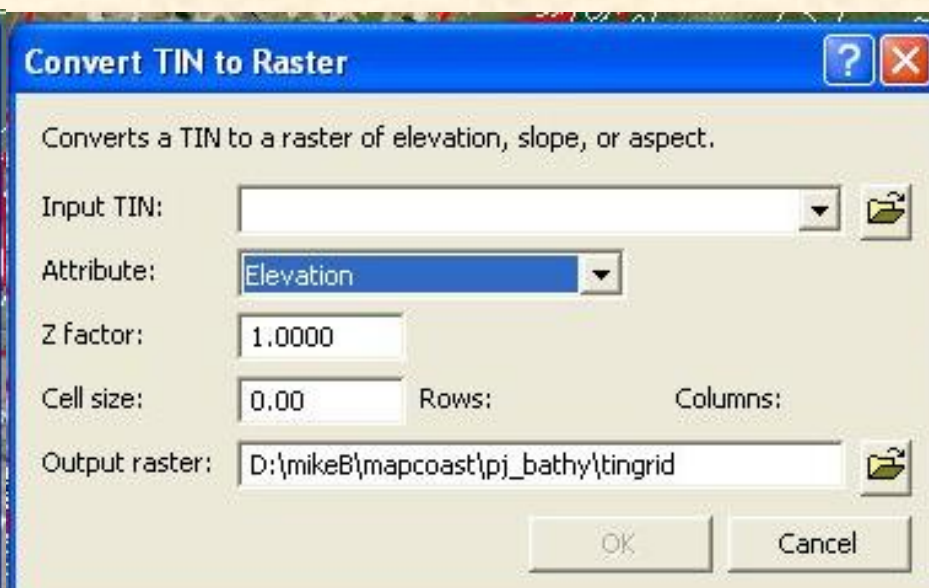 Convert TIN to Raster
Converts a TIN to a raster of elevation, slope, or aspect.
Input TIN:
Attribute: Elevation
Z factor: 1.0000
Cell size: 0.00 Rows: Columns:
Output raster: D:\mikeB\mapcoast\pj_bathy\tingrid
OK Cancel